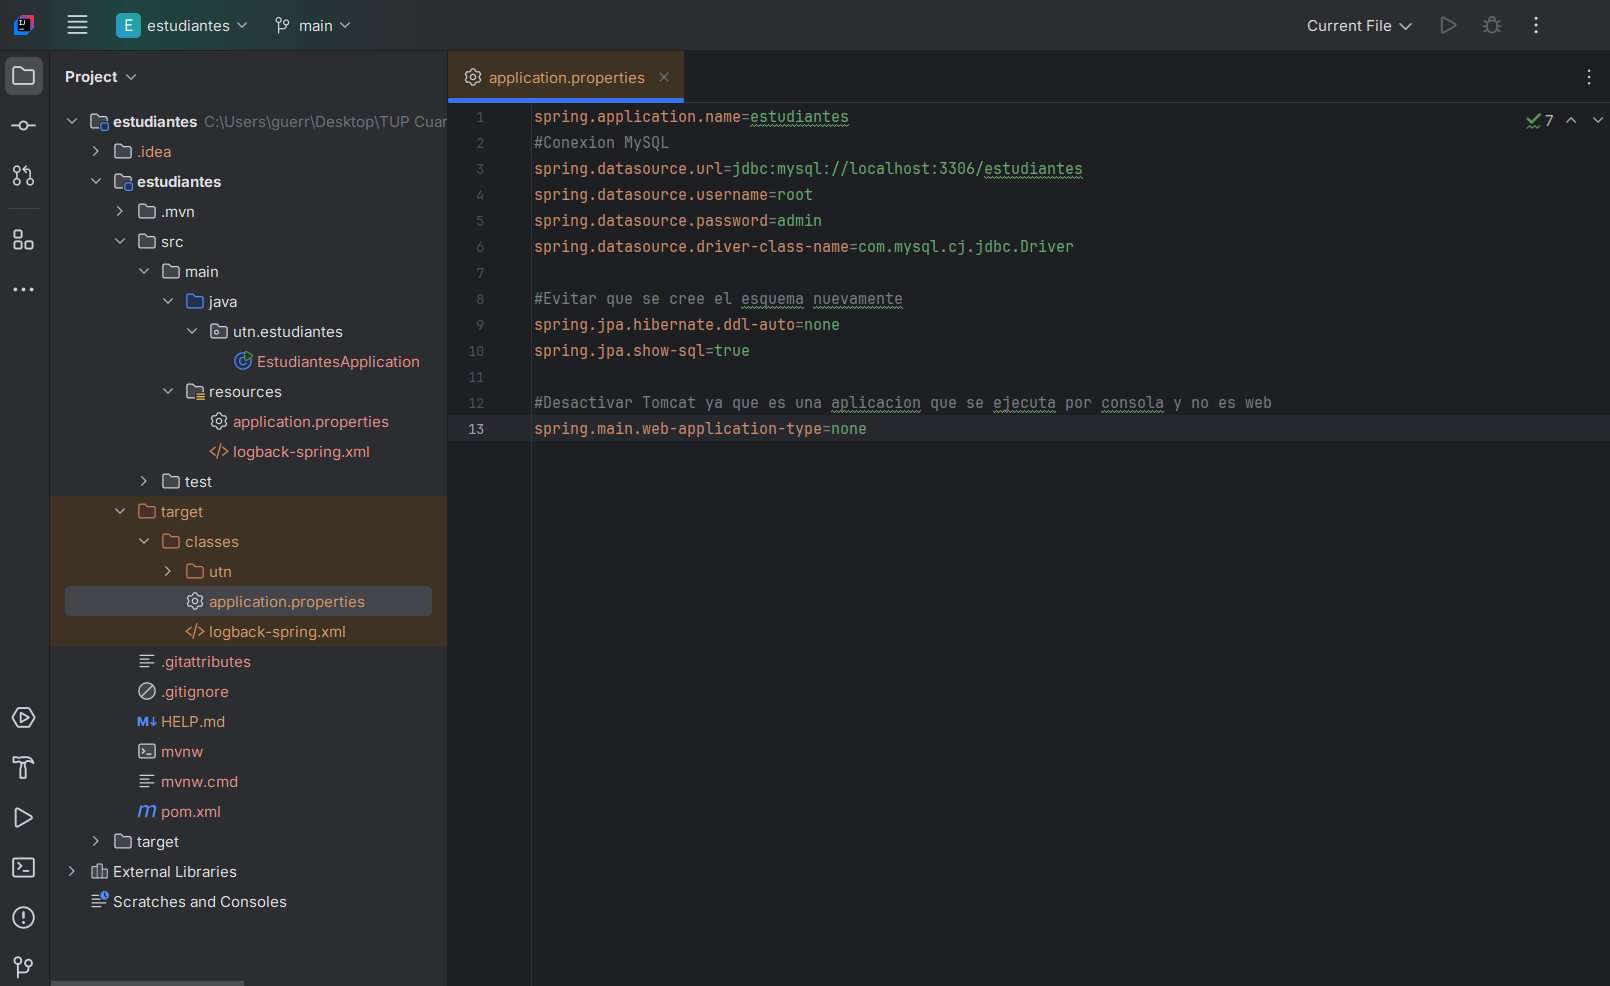 E estudiantes main Current File
Project
application.properties
estudiantes C:\Users\guerr\Desktop\TUP Cuar
.idea
estudiantes
.mvn
src
main
java
utn.estudiantes
EstudiantesApplication
resources
application.properties
logback-spring.xml
test
target
classes
utn
application.properties
logback-spring.xml
.gitattributes
.gitignore
M↓ HELP.md
mvnw
mvnw.cmd
m pom.xml
target
External Libraries
Scratches and Consoles
7
1 spring.application.name=estudiantes
2 #Conexion MySQL
3 spring.datasource.url=jdbc:mysql://localhost:3306/estudiantes
4 spring.datasource.username=root
5 spring.datasource.password=admin
6 spring.datasource.driver-class-name=com.mysql.cj.jdbc.Driver
7
8 #Evitar que se cree el esquema nuevamente
9 spring.jpa.hibernate.ddl-auto=none
10 spring.jpa.show-sql=true
11
12 #Desactivar Tomcat ya que es una aplicacion que se ejecuta por consola y no es web
13 spring.main.web-application-type=none